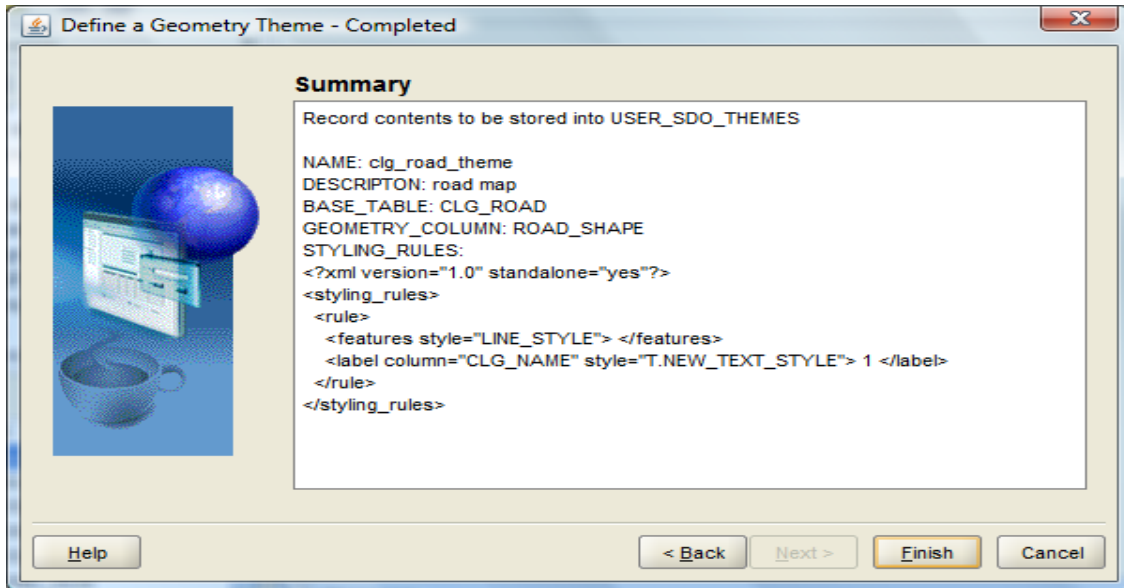 Define a Geometry Theme - Completed
Summary
Record contents to be stored into USER_SDO_THEMES
NAME: clg_road_theme
DESCRIPTON: road map
BASE_TABLE: CLG_ROAD
GEOMETRY_COLUMN: ROAD_SHAPE
STYLING_RULES:
<?xml version="1.0" standalone="yes"?>
<styling_rules>
<rule>
<features style="LINE_STYLE"> </features>
<label column="CLG_NAME" style="T.NEW_TEXT_STYLE"> 1 </label>
</rule>
</styling_rules>
Help
< Back
Next >
Finish
Cancel